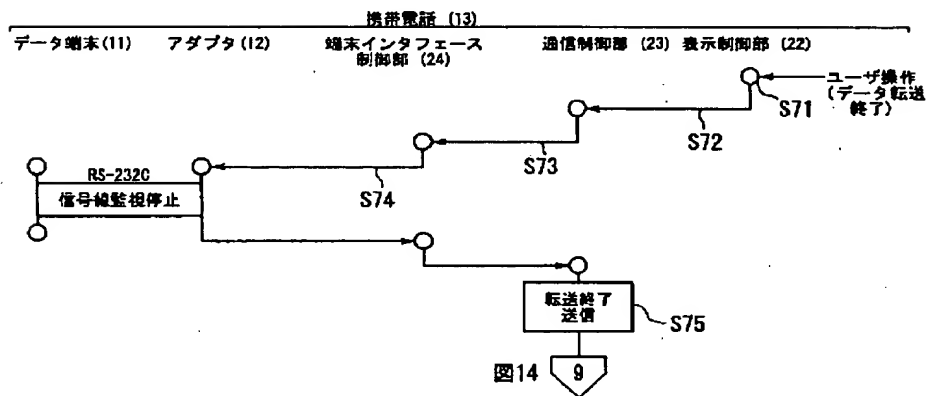 携帯電話 (13)
データ端末(11) アダプタ(12) 端末インタフェース 通信制御部 (23) 表示制御部 (22)
制御部 (24)
ユーザ操作
(データ転送
終了)
S71
S72
S73
S74
RS-232C
信号線監視停止
転送終了
送信
S75
図14 9